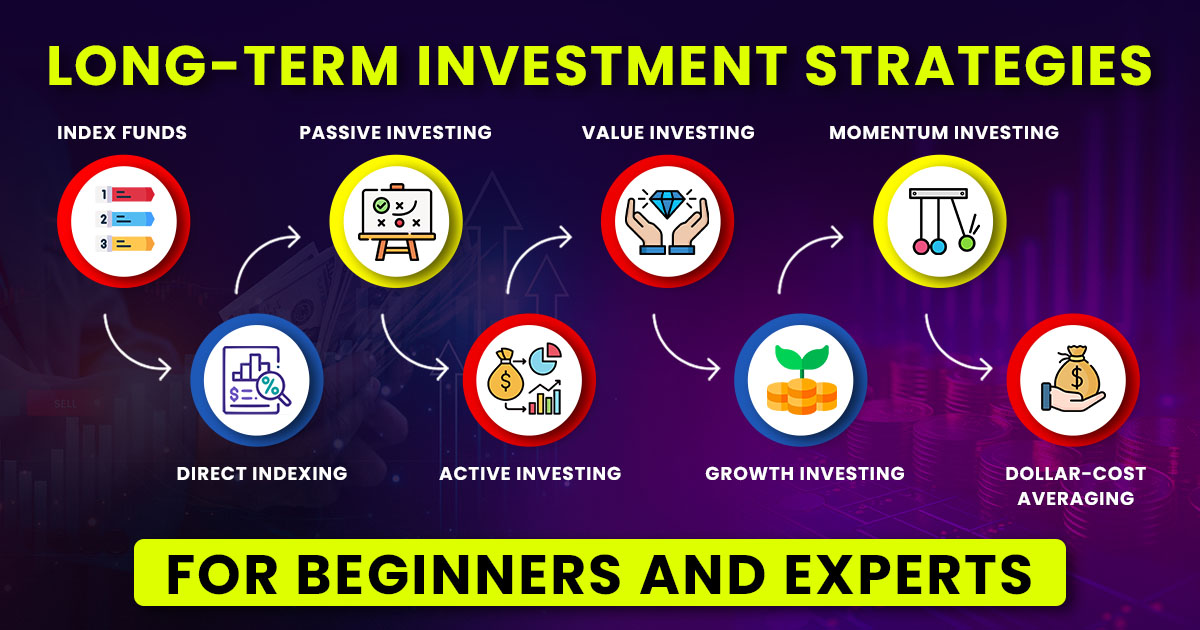 LONG-TERM INVESTMENT STRATEGIES
INDEX FUNDS
PASSIVE INVESTING
VALUE INVESTING
MOMENTUM INVESTING
1
2
3
$
%
$
$
SELL
DIRECT INDEXING
ACTIVE INVESTING
GROWTH INVESTING
DOLLAR-COST
AVERAGING
FOR BEGINNERS AND EXPERTS